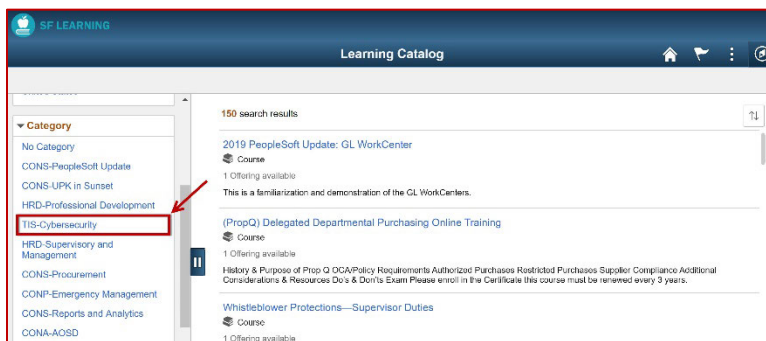 SF LEARNING
Learning Catalog
Category
No Category
CONS-PeopleSoft Update
CONS-UPK in Sunset
HRD-Professional Development
TIS-Cybersecurity
HRD-Supervisory and
Management
CONS-Procurement
CONP-Emergency Management
CONS-Reports and Analytics
CONA-AOSD
150 search results
2019 PeopleSoft Update: GL WorkCenter
Course
1 Offering available
This is a familiarization and demonstration of the GL WorkCenters.
(PropQ) Delegated Departmental Purchasing Online Training
Course
1 Offering available
History & Purpose of Prop Q OCA/Policy Requirements Authorized Purchases Restricted Purchases Supplier Compliance Additional
Considerations & Resources Do's & Don'ts Exam Please enroll in the Certificate this course must be renewed every 3 years.
Whistleblower Protections—Supervisor Duties
Course
1 Offering available